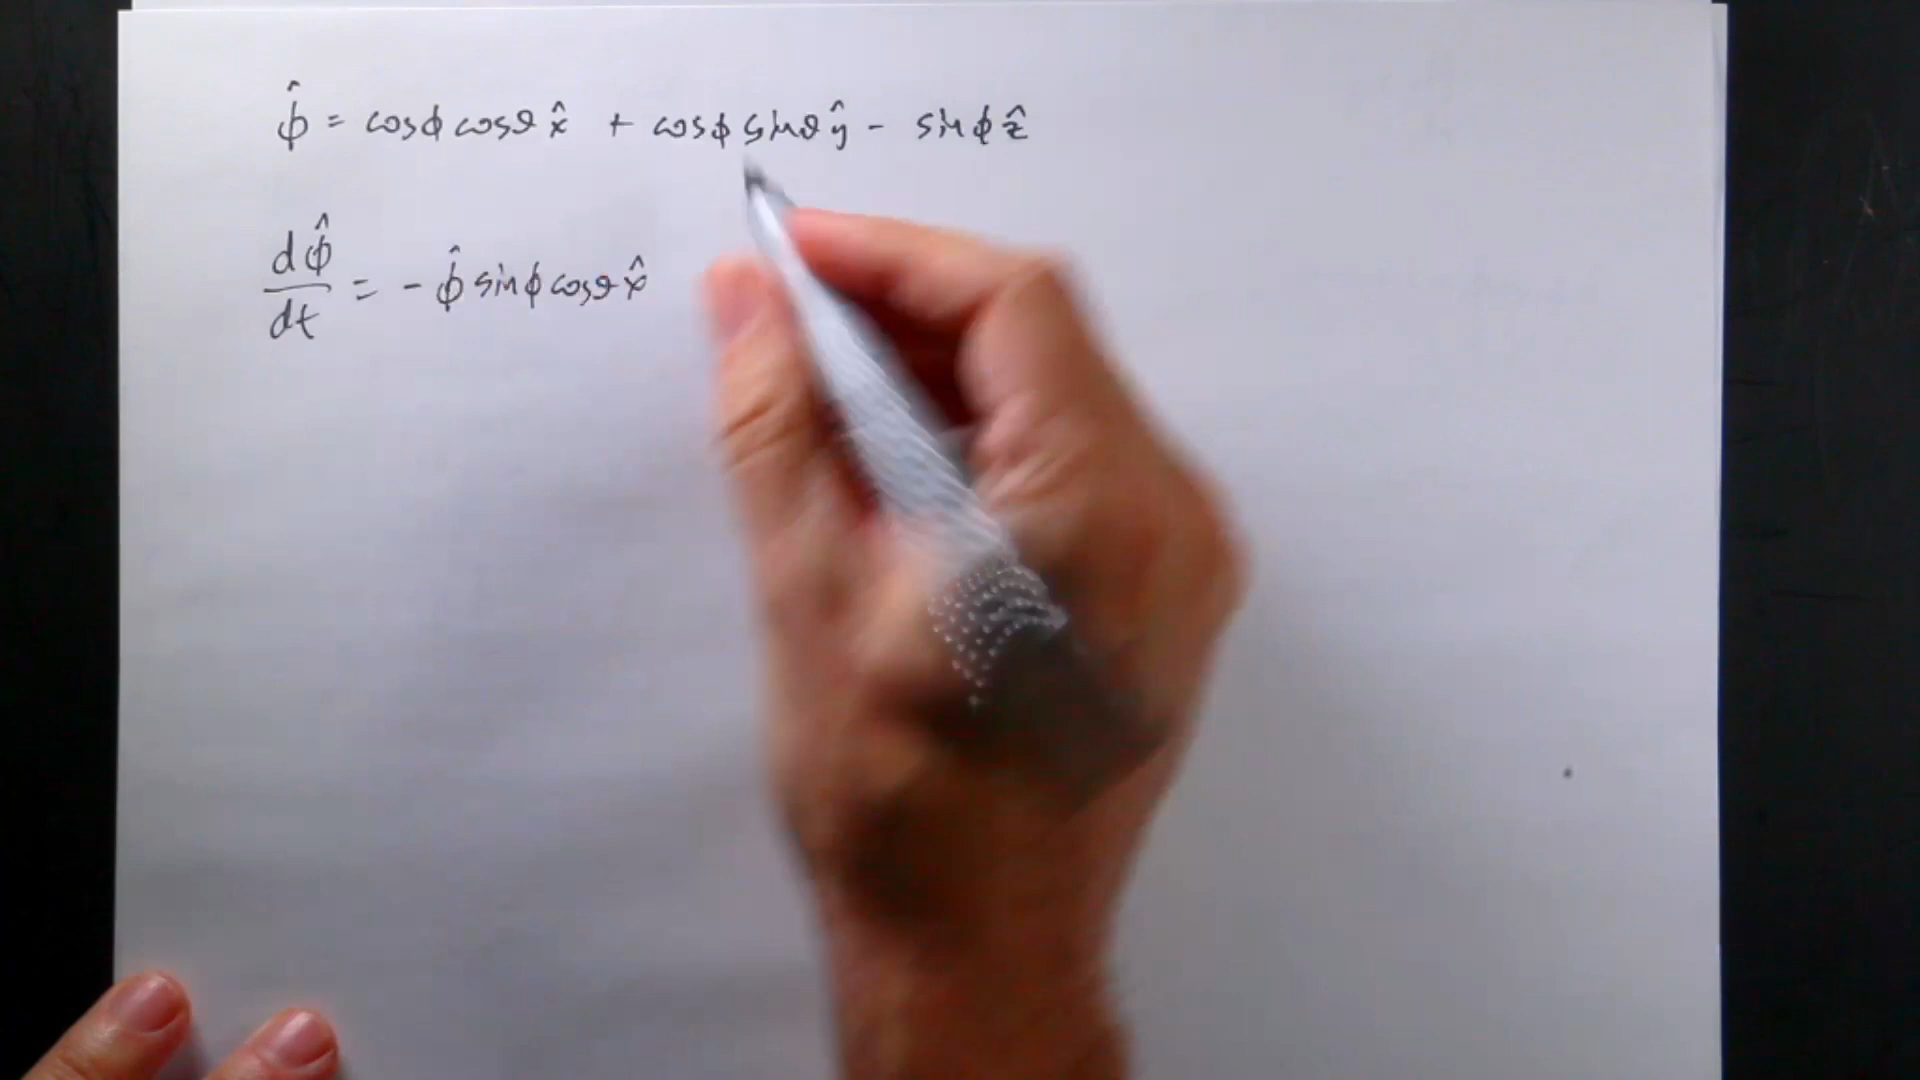 ϕ̂ = cosϕ cosθ x̂ + cosϕ sinθ ŷ - sinϕ ẑ
dϕ̂/dt = - ϕ̂ sinϕ cosθ x̂